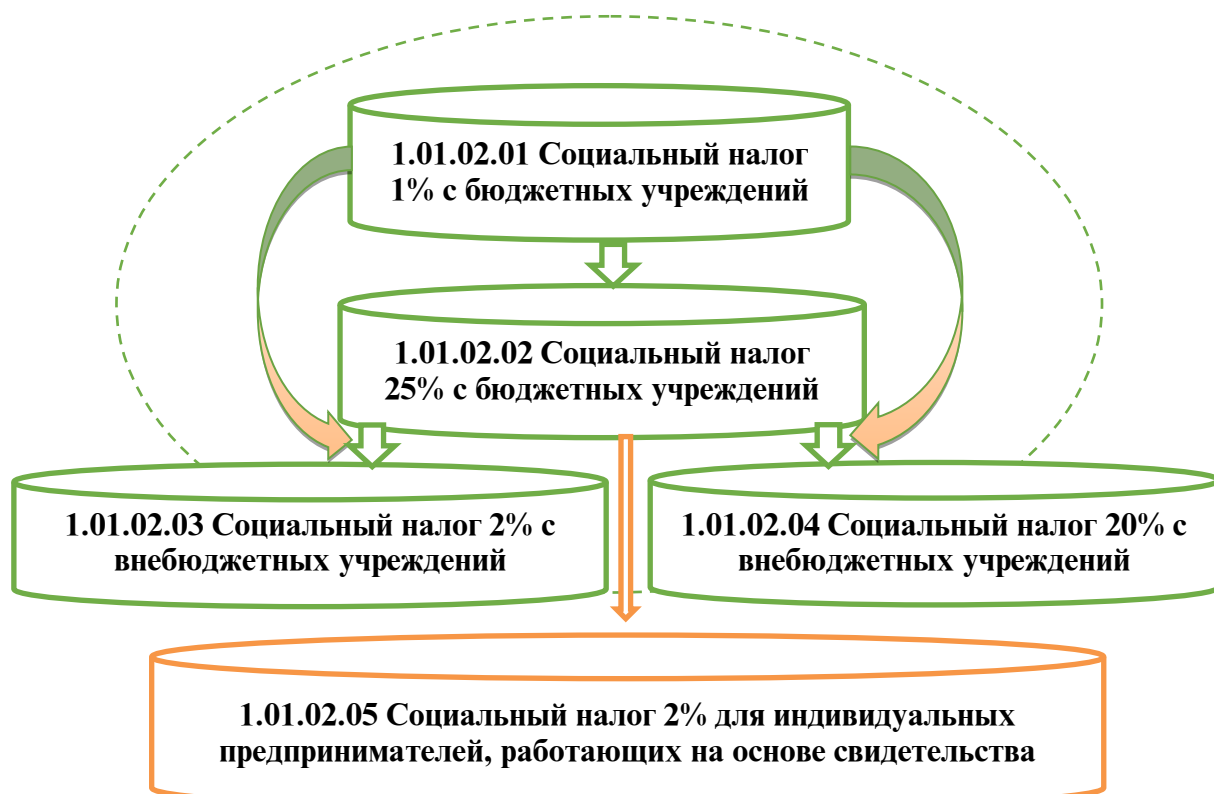 1.01.02.01 Социальный налог
1% с бюджетных учреждений
1.01.02.02 Социальный налог
25% с бюджетных учреждений
1.01.02.03 Социальный налог 2% с
внебюджетных учреждений
1.01.02.04 Социальный налог 20% с
внебюджетных учреждений
1.01.02.05 Социальный налог 2% для индивидуальных
предпринимателей, работающих на основе свидетельства